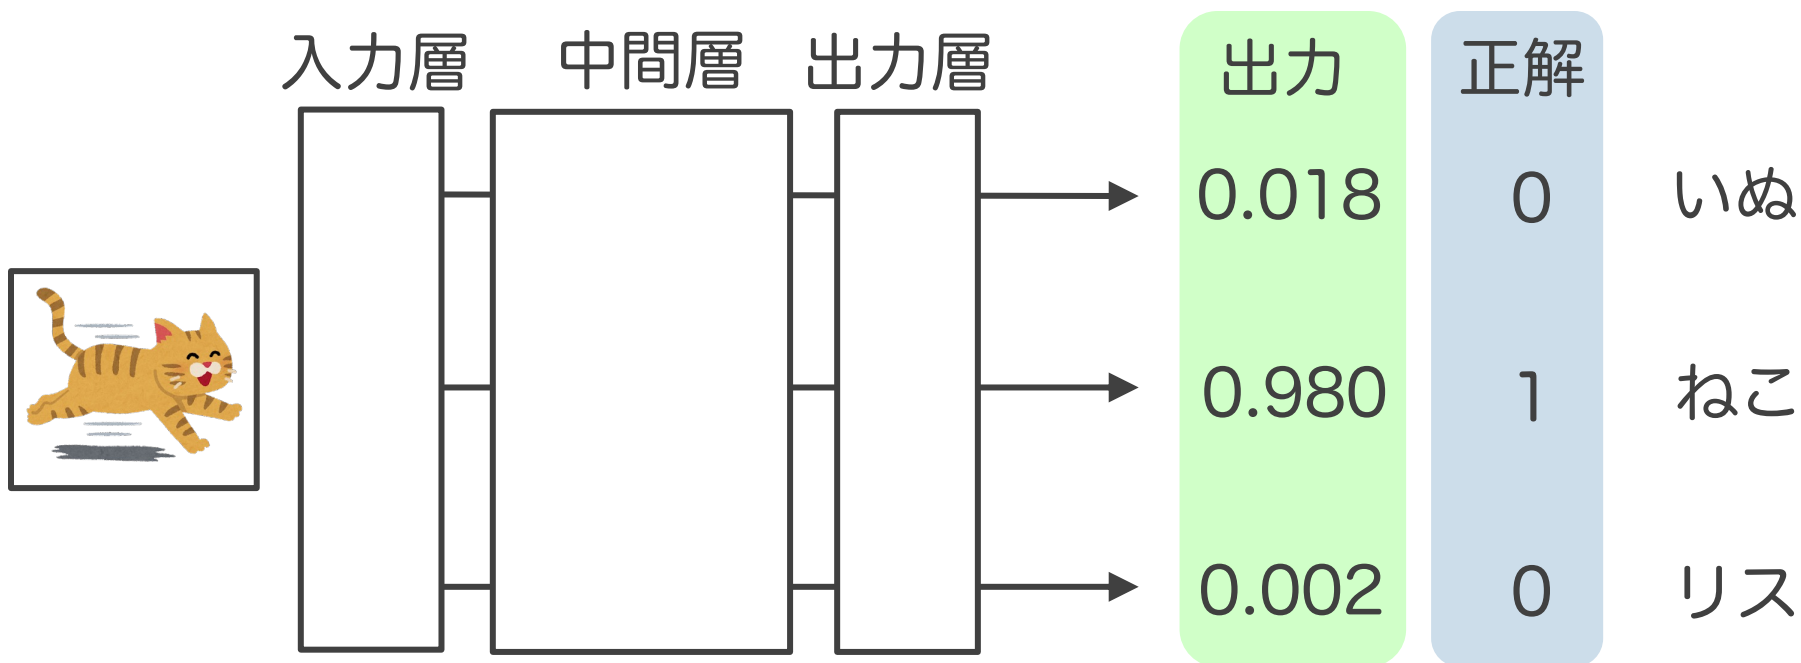 入力層 中間層 出力層 出力 正解
0.018 0 いぬ
0.980 1 ねこ
0.002 0 リス